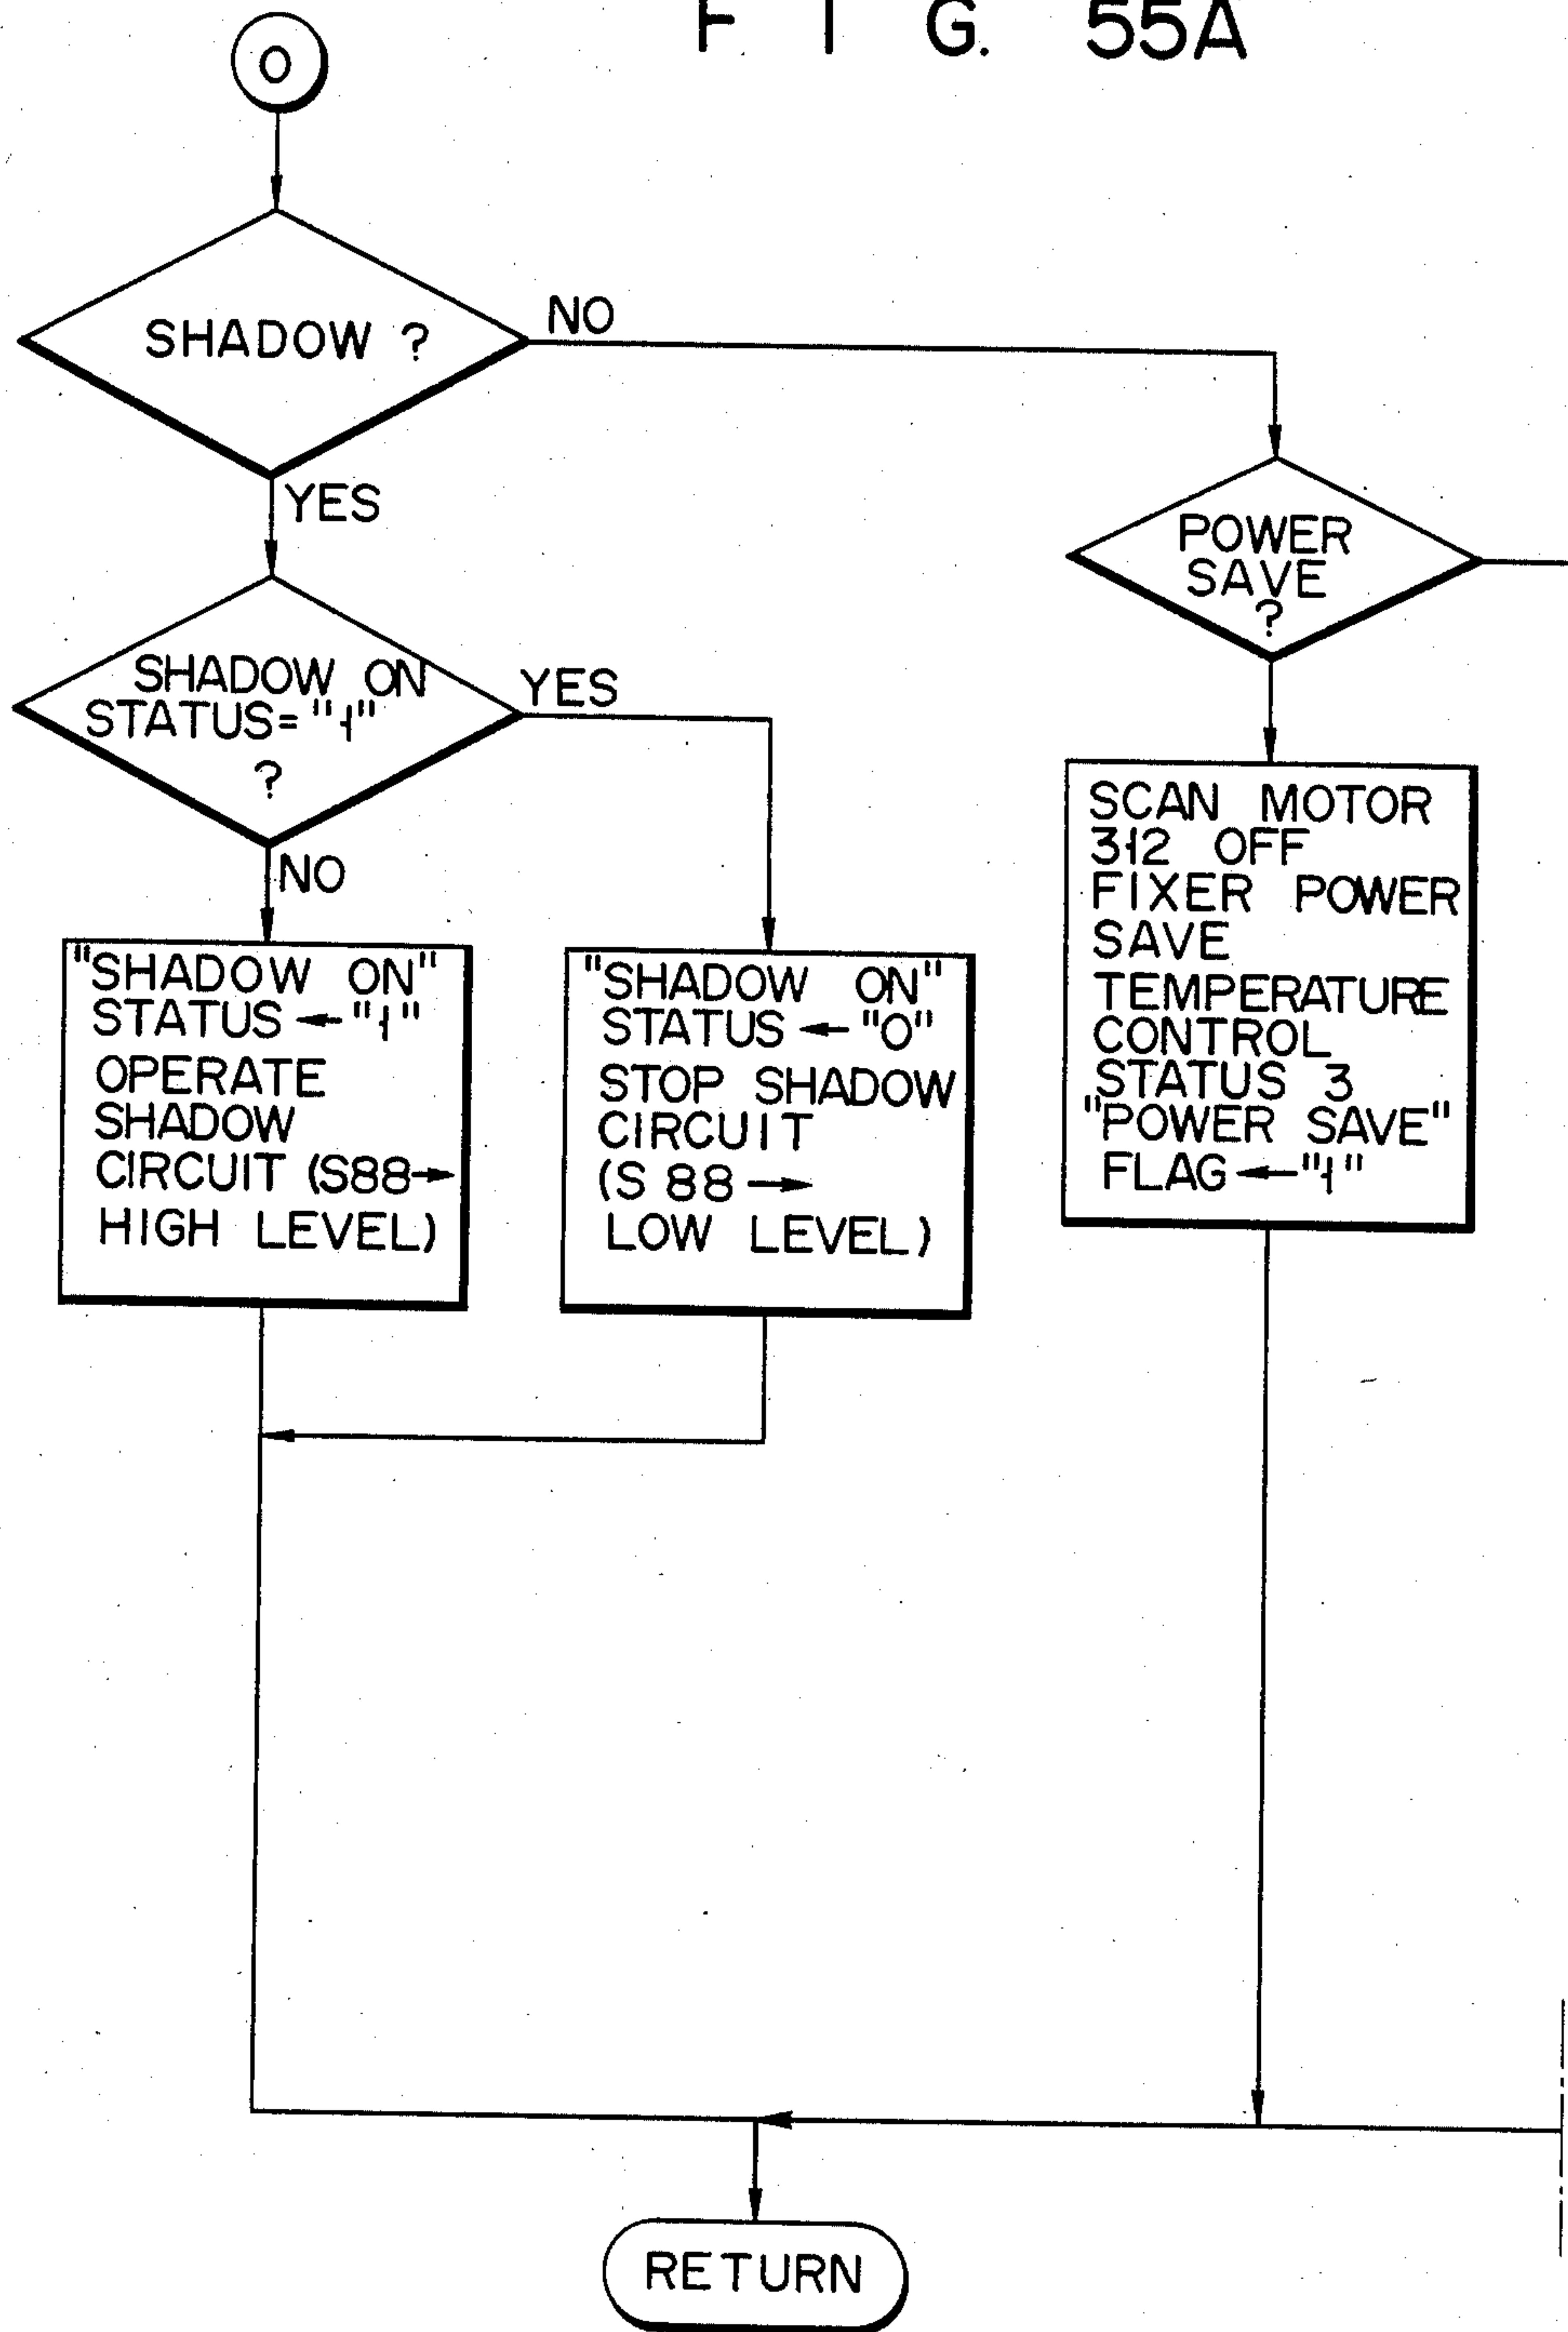 FIG. 55A
O
SHADOW ?
NO
YES
POWER
SAVE
?
SHADOW ON
STATUS="1"
?
YES
NO
"SHADOW ON"
STATUS ← "1"
OPERATE
SHADOW
CIRCUIT (S88→
HIGH LEVEL)
"SHADOW ON"
STATUS ← "0"
STOP SHADOW
CIRCUIT
(S 88 →
LOW LEVEL)
SCAN MOTOR
312 OFF
FIXER POWER
SAVE
TEMPERATURE
CONTROL
STATUS 3
"POWER SAVE"
FLAG ← "1"
RETURN